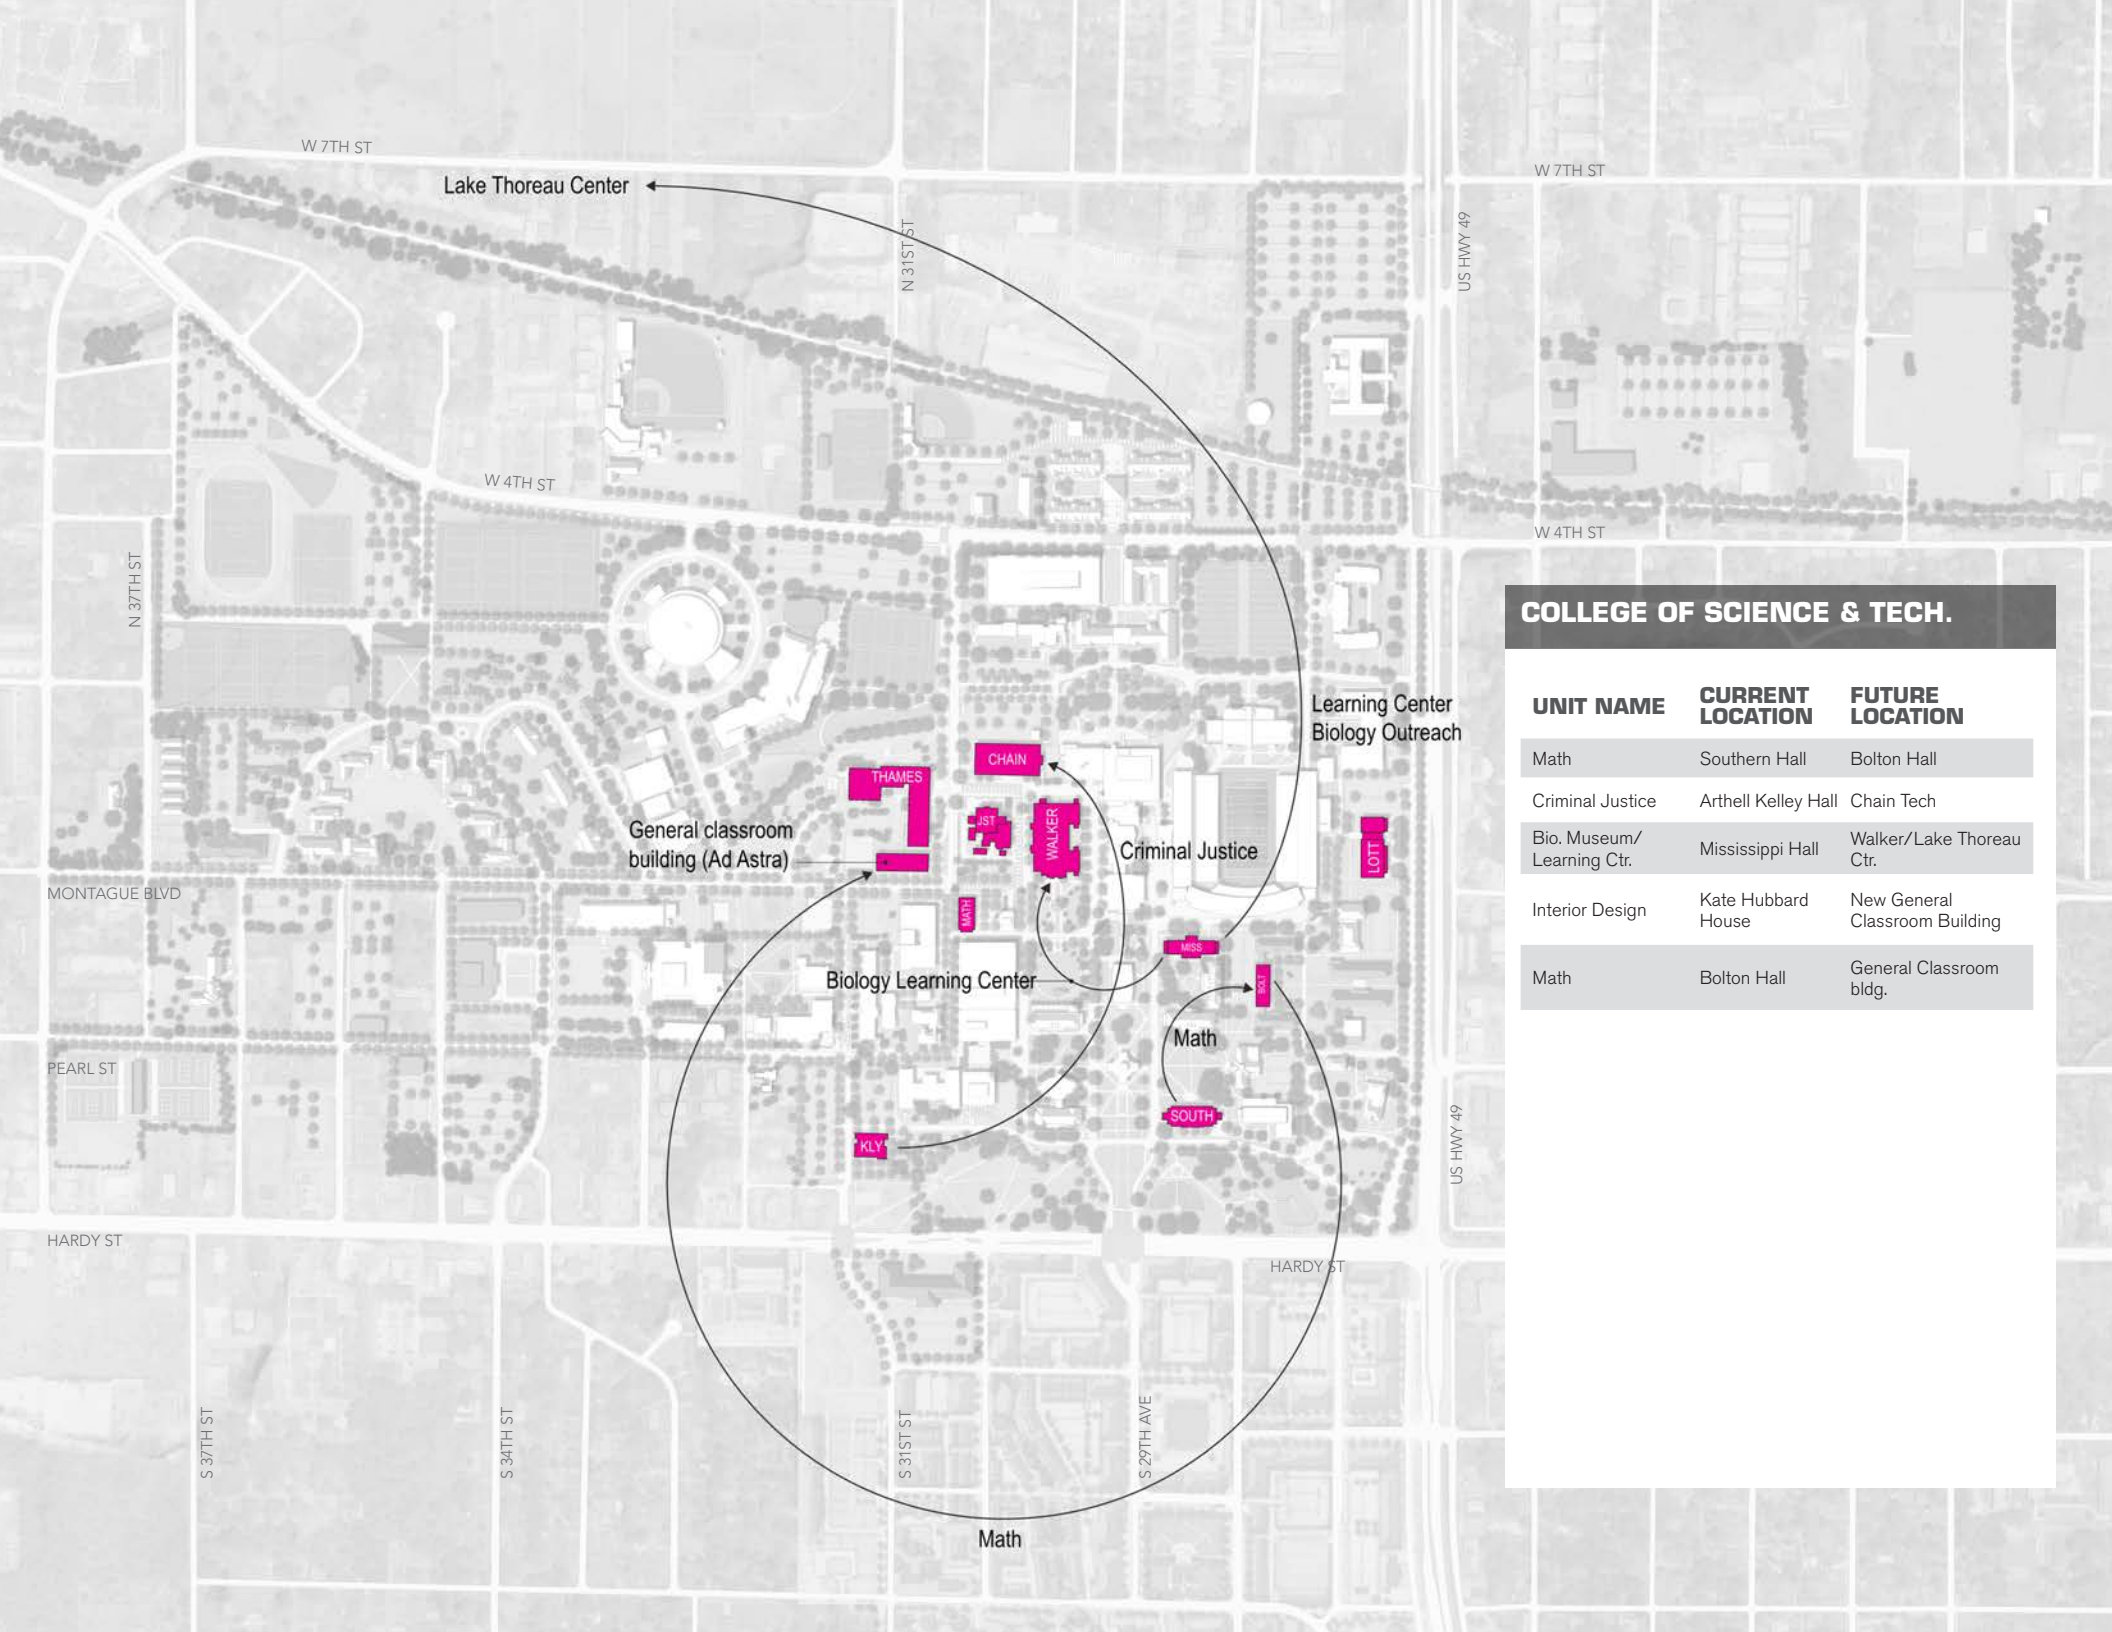 W 7TH ST
W 7TH ST
Lake Thoreau Center
N 31ST ST
US HWY 49
W 4TH ST
W 4TH ST
N 37TH ST
Learning Center
Biology Outreach
CHAIN
THAMES
JST
WALKER
General classroom
building (Ad Astra)
Criminal Justice
LOTT
MONTAGUE BLVD
MATH
MISS
Biology Learning Center
BOLT
Math
PEARL ST
SOUTH
KLY
US HWY 49
HARDY ST
HARDY ST
S 37TH ST
S 34TH ST
S 31ST ST
S 29TH AVE
Math
COLLEGE OF SCIENCE & TECH.
UNIT NAME CURRENT LOCATION FUTURE LOCATION
Math Southern Hall Bolton Hall
Criminal Justice Arthell Kelley Hall Chain Tech
Bio. Museum/ Learning Ctr. Mississippi Hall Walker/Lake Thoreau Ctr.
Interior Design Kate Hubbard House New General Classroom Building
Math Bolton Hall General Classroom bldg.